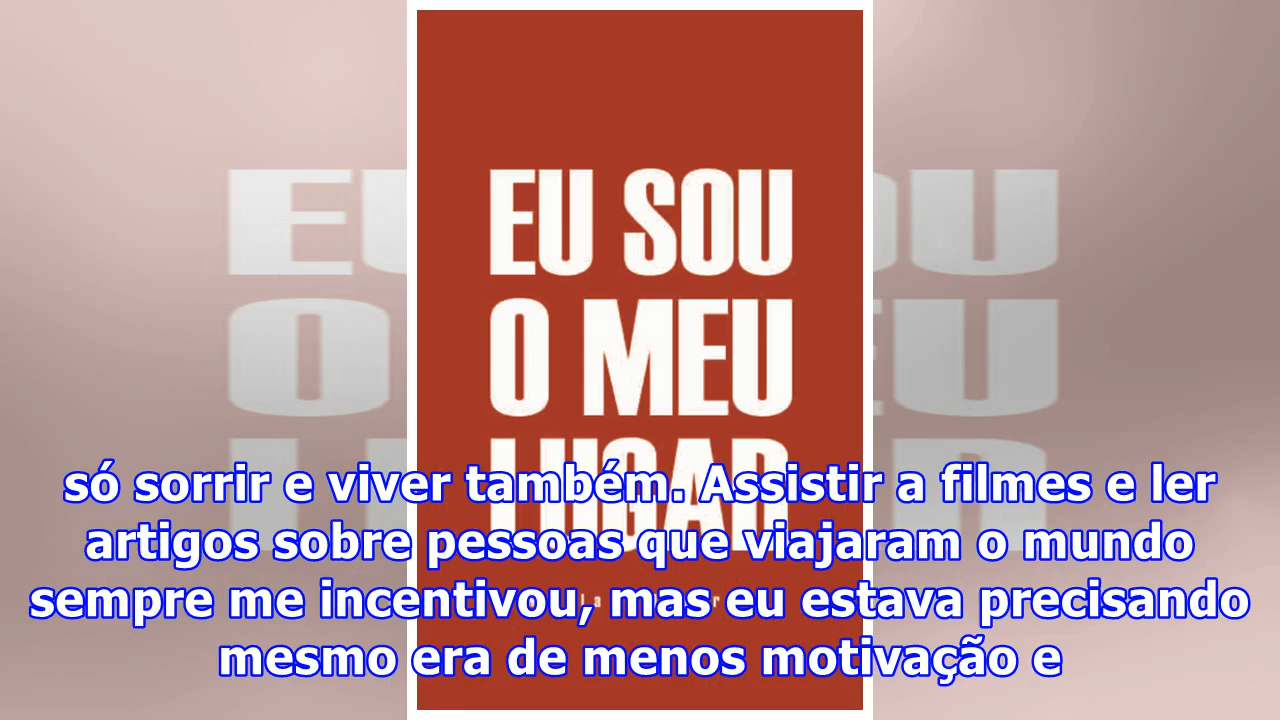 EU SOU
O MEU
LUGAR
só sorrir e viver também. Assistir a filmes e ler
artigos sobre pessoas que viajaram o mundo
sempre me incentivou, mas eu estava precisando
mesmo era de menos motivação e